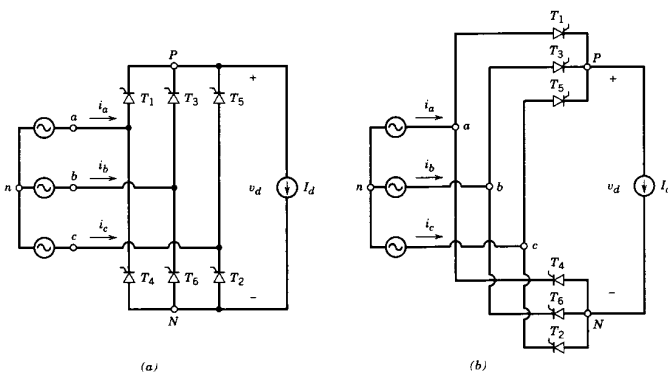 P
+
T1 T3 T5
a ia
b ib
n
vd Id
c ic
T4 T6 T2
−
N
(a)
T1
T3 P
T5 +
ia
a
ib
n b
vd
ic
c
T4
−
T6
N
T2
(b)